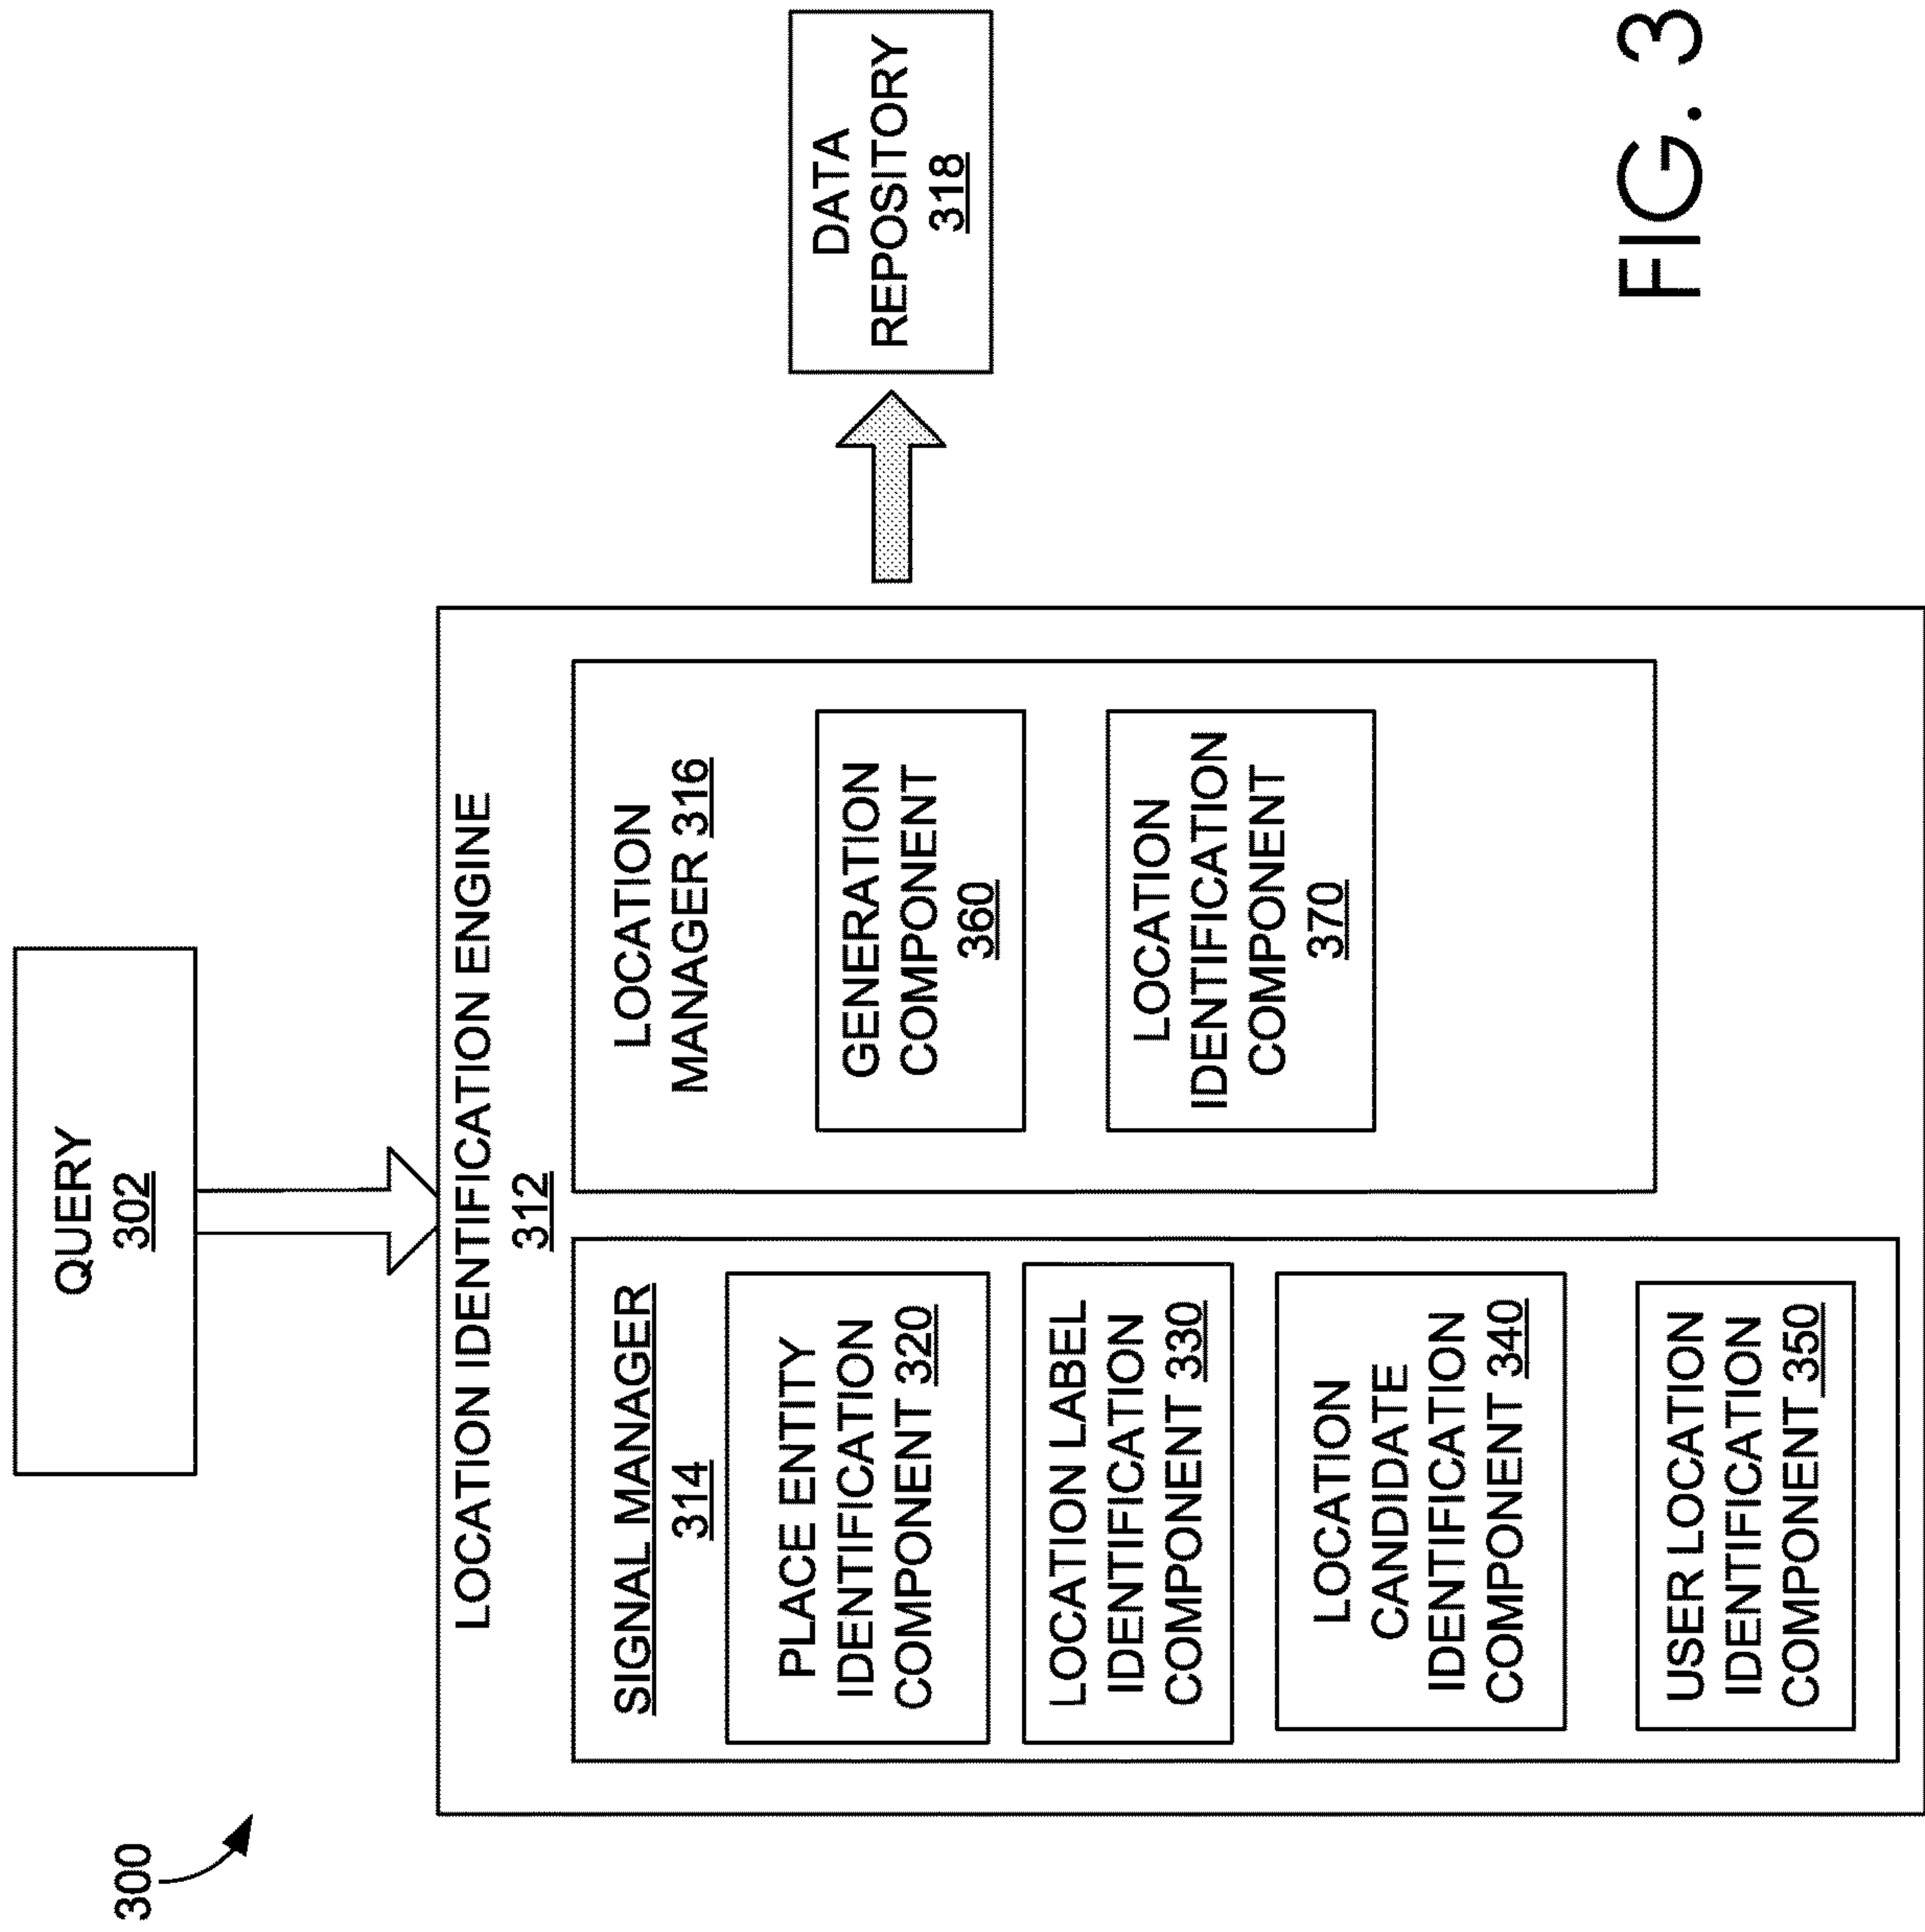 300
QUERY
302
LOCATION IDENTIFICATION ENGINE
312
SIGNAL MANAGER
314
PLACE ENTITY
IDENTIFICATION
COMPONENT 320
LOCATION LABEL
IDENTIFICATION
COMPONENT 330
LOCATION
CANDIDATE
IDENTIFICATION
COMPONENT 340
USER LOCATION
IDENTIFICATION
COMPONENT 350
LOCATION
MANAGER 316
GENERATION
COMPONENT
360
LOCATION
IDENTIFICATION
COMPONENT
370
DATA
REPOSITORY
318
FIG. 3